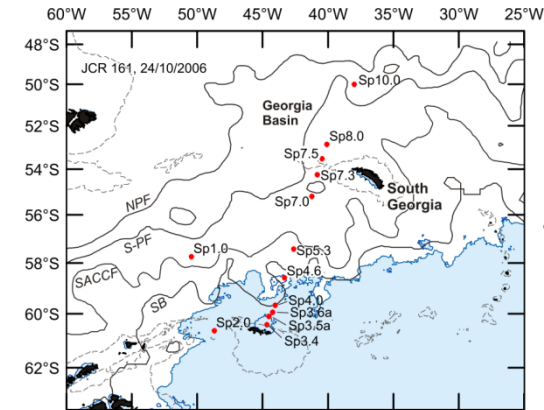 60°W 55°W 50°W 45°W 40°W 35°W 30°W 25°W
48°S
JCR 161, 24/10/2006
50°S
Sp10.0
Georgia
Basin
52°S
Sp8.0
Sp7.5
54°S
Sp7.3
South
Georgia
Sp7.0
NPF
56°S
S-PF
Sp1.0
Sp5.3
58°S
SACCF
Sp4.6
SB
Sp4.0
60°S
Sp3.6a
Sp2.0
Sp3.5a
Sp3.4
62°S